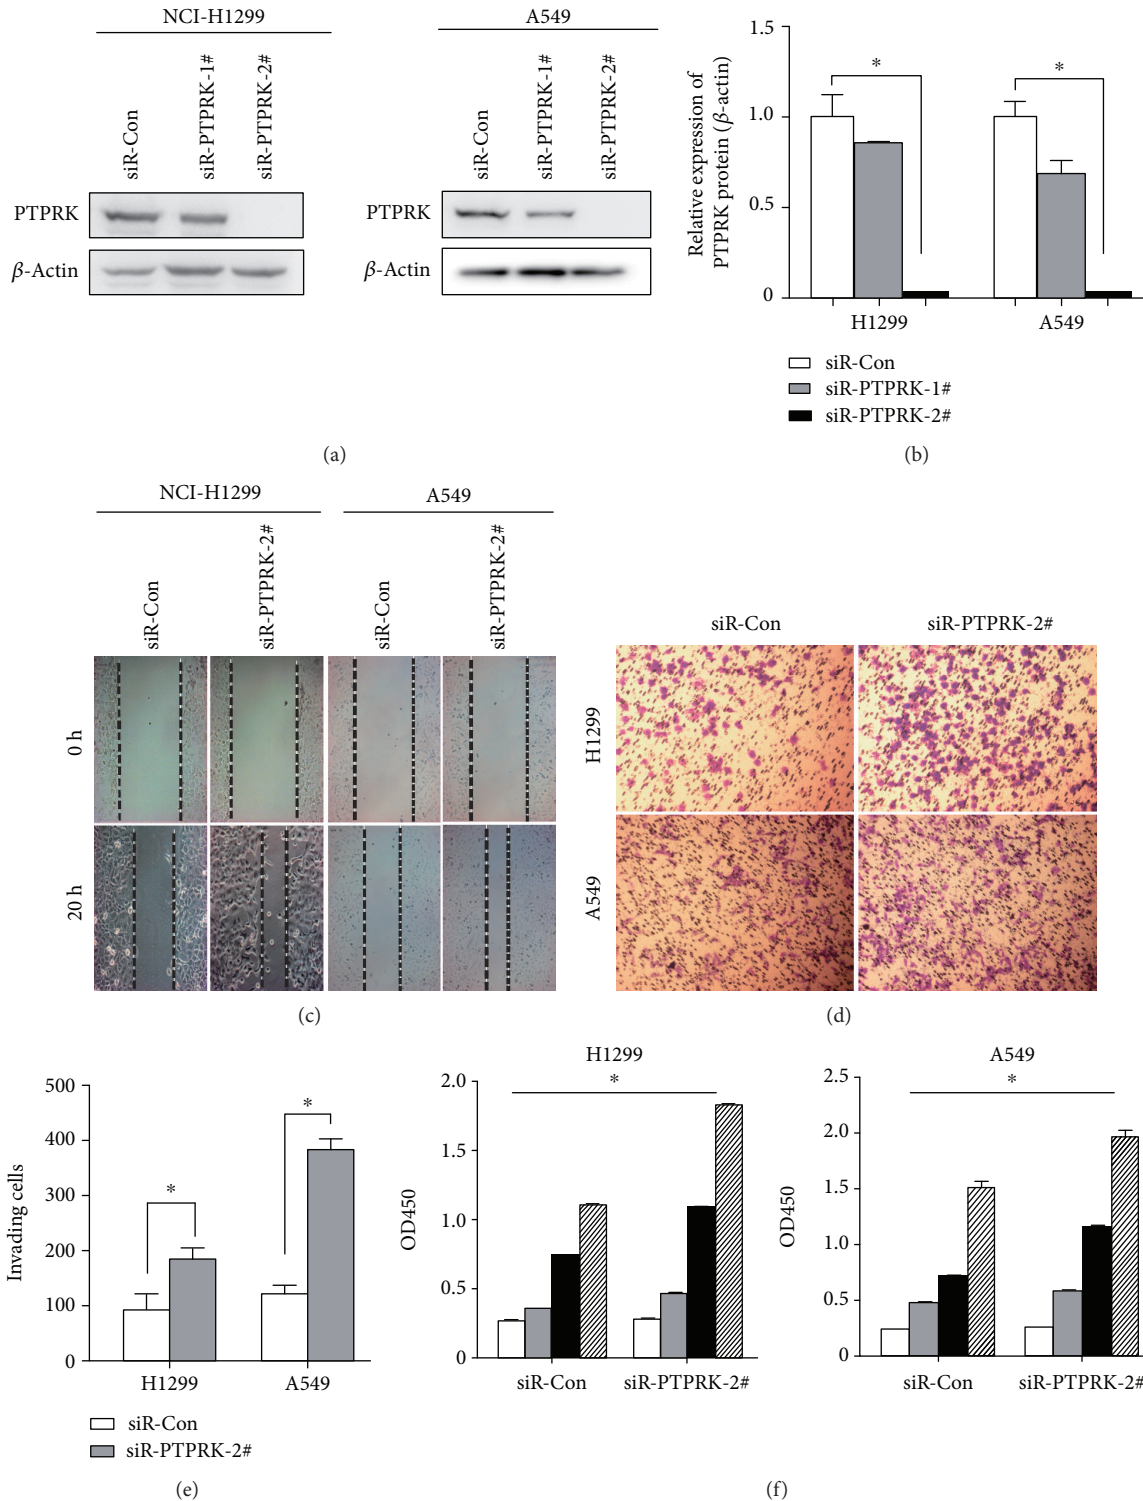 NCI-H1299
A549
siR-Con
siR-PTPRK-1#
siR-PTPRK-2#
siR-Con
siR-PTPRK-1#
siR-PTPRK-2#
PTPRK
β-Actin
PTPRK
β-Actin
(a)
Relative expression of
PTPRK protein (β-actin)
1.5
1.0
0.5
0
*
*
H1299
A549
siR-Con
siR-PTPRK-1#
siR-PTPRK-2#
(b)
NCI-H1299
A549
siR-Con
siR-PTPRK-2#
siR-Con
siR-PTPRK-2#
0 h
20 h
(c)
siR-Con
siR-PTPRK-2#
H1299
A549
(d)
Invading cells
500
400
300
200
100
0
*
*
H1299
A549
siR-Con
siR-PTPRK-2#
(e)
H1299
*
OD450
2.0
1.5
1.0
0.5
0
siR-Con
siR-PTPRK-2#
A549
*
OD450
2.5
2.0
1.5
1.0
0.5
0
siR-Con
siR-PTPRK-2#
(f)